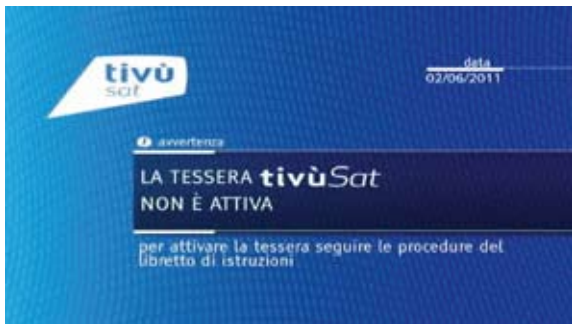 tivù
sat
data
02/06/2011
i avvertenza
LA TESSERA tivùSat
NON È ATTIVA
per attivare la tessera seguire le procedure del
libretto di istruzioni